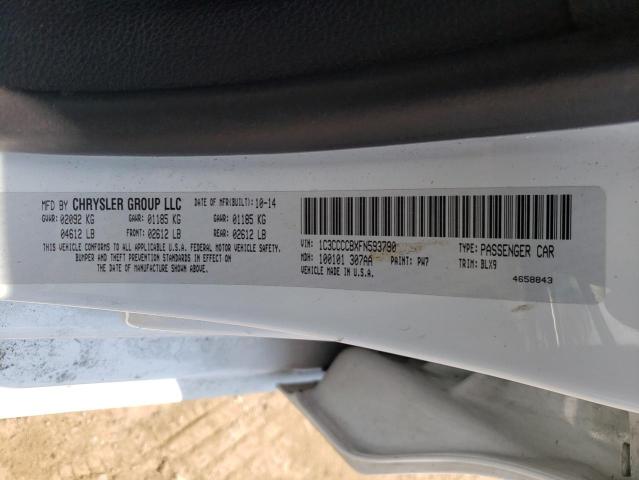 MFD BY CHRYSLER GROUP LLC DATE OF MFR(BUILT): 10-14
GVWR: 02092 KG GAWR: 01185 KG GAWR: 01185 KG
04612 LB FRONT: 02612 LB REAR: 02612 LB
THIS VEHICLE CONFORMS TO ALL APPLICABLE U.S.A. FEDERAL MOTOR VEHICLE SAFETY,
BUMPER AND THEFT PREVENTION STANDARDS IN EFFECT ON
THE DATE OF MANUFACTURE SHOWN ABOVE.
VIN: 1C3CCCCBXFN593790 TYPE: PASSENGER CAR
MDH: 100101 307AA PAINT: PW7 TRIM: BLX9
VEHICLE MADE IN U.S.A.
4658843